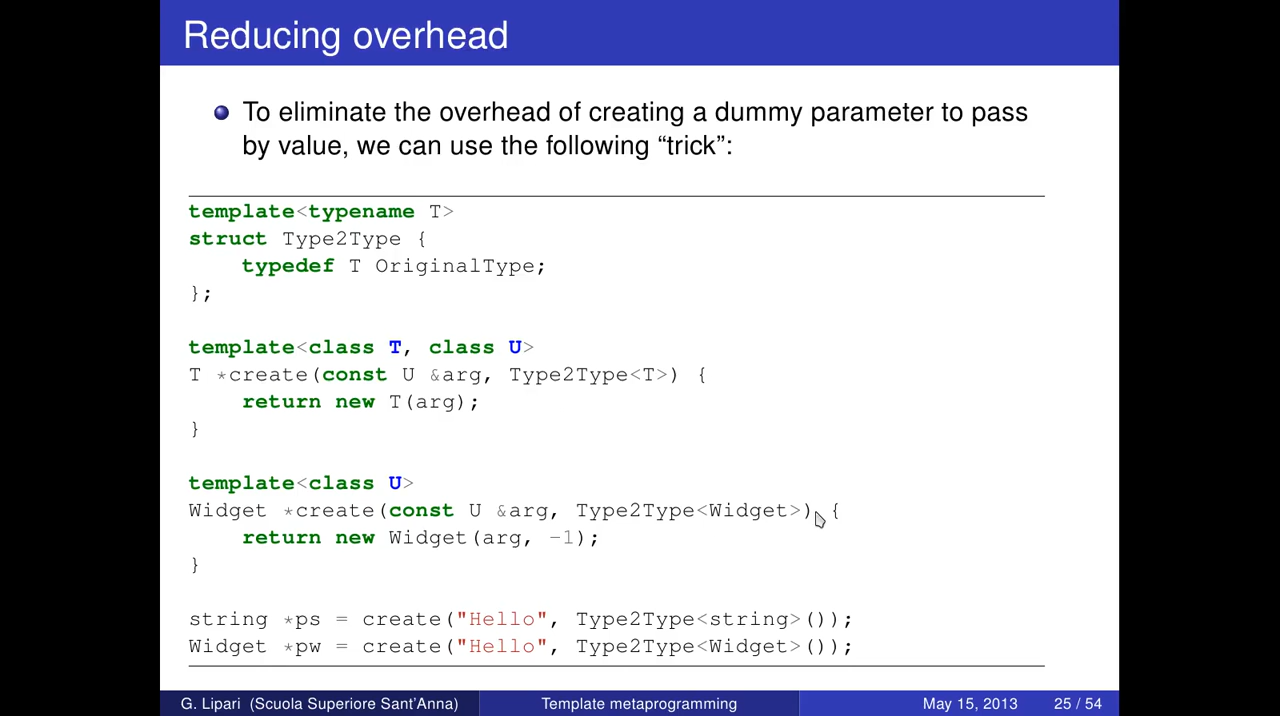 Reducing overhead
To eliminate the overhead of creating a dummy parameter to pass
by value, we can use the following “trick”:
template<typename T>
struct Type2Type {
    typedef T OriginalType;
};
template<class T, class U>
T *create(const U &arg, Type2Type<T>) {
    return new T(arg);
}
template<class U>
Widget *create(const U &arg, Type2Type<Widget>) {
    return new Widget(arg, -1);
}
string *ps = create("Hello", Type2Type<string>());
Widget *pw = create("Hello", Type2Type<Widget>());
G. Lipari (Scuola Superiore Sant'Anna) Template metaprogramming May 15, 2013 25 / 54